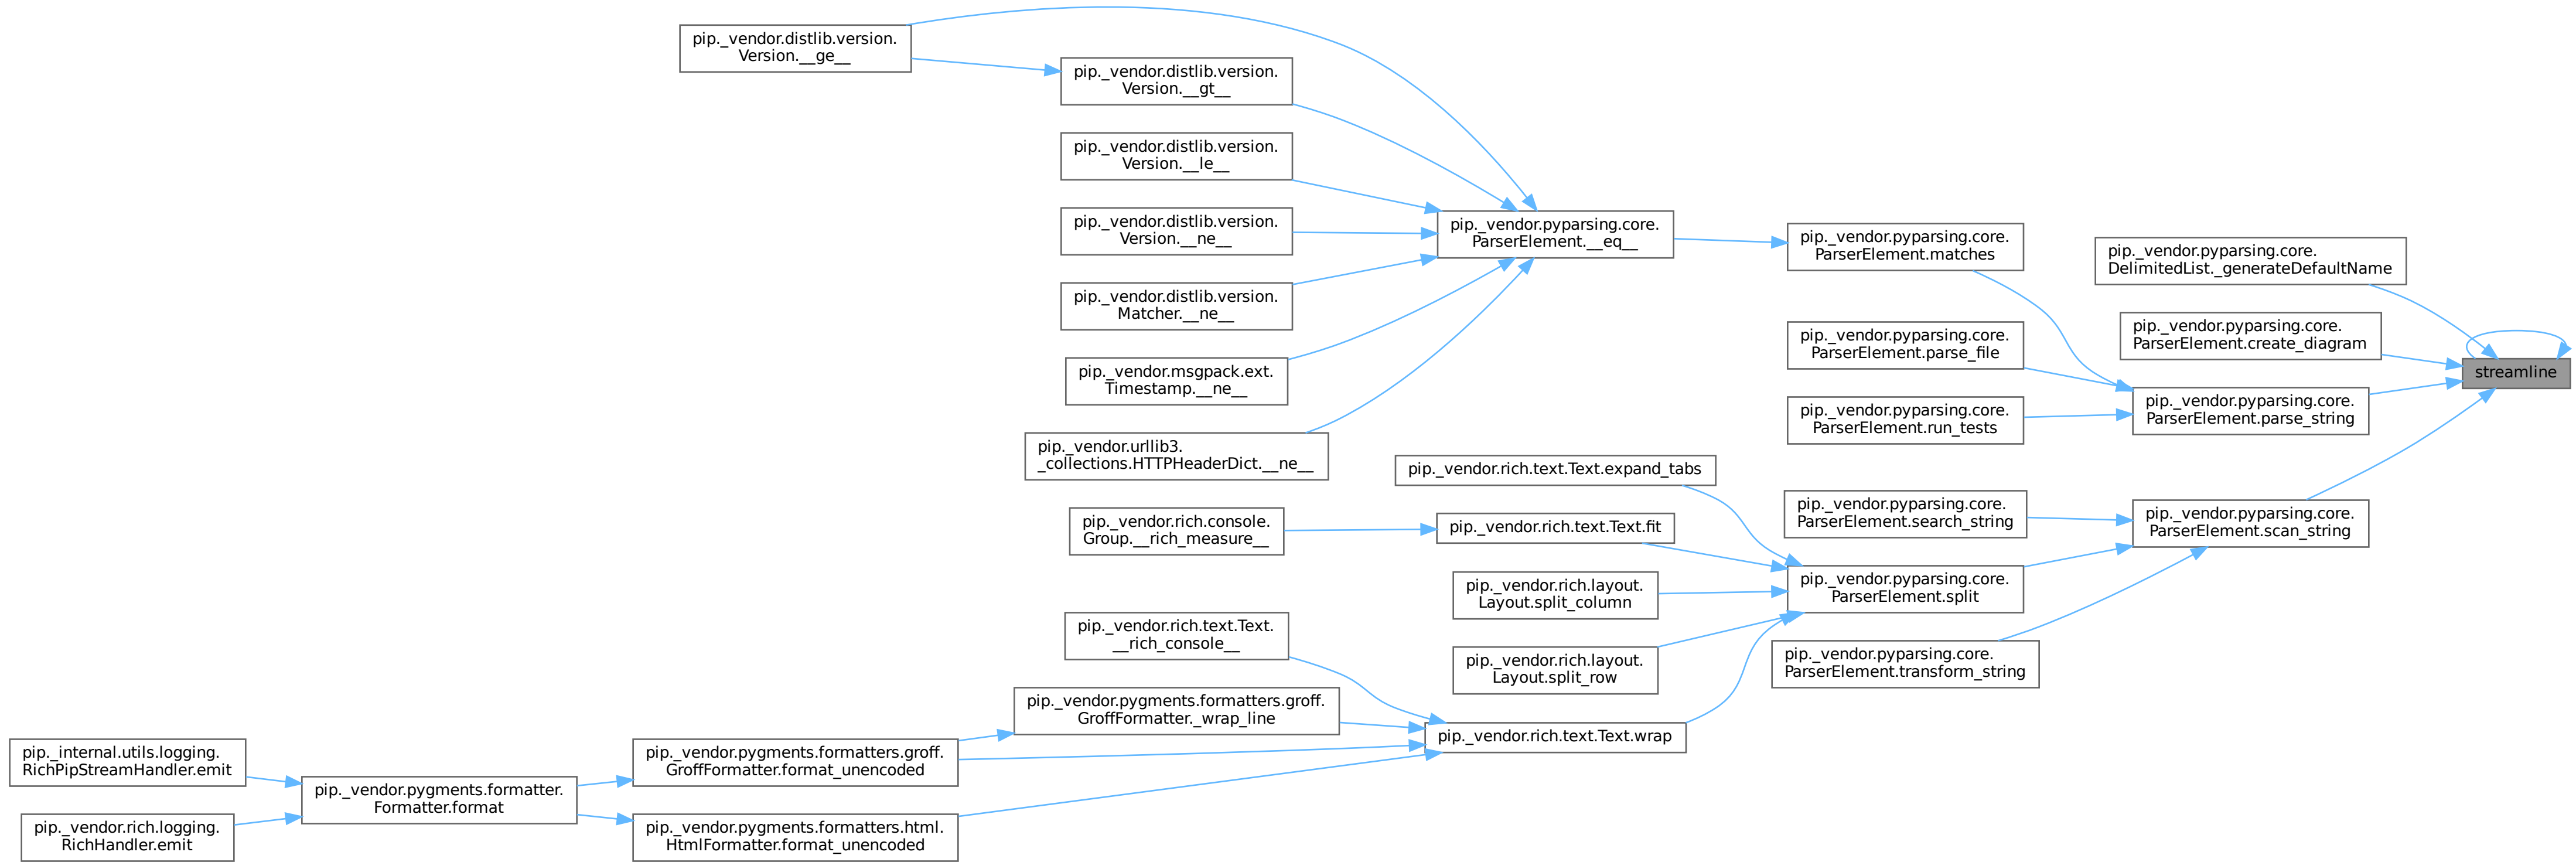 pip._vendor.distlib.version.
Version.__ge__
pip._vendor.distlib.version.
Version.__gt__
pip._vendor.distlib.version.
Version.__le__
pip._vendor.distlib.version.
Version.__ne__
pip._vendor.distlib.version.
Matcher.__ne__
pip._vendor.msgpack.ext.
Timestamp.__ne__
pip._vendor.urllib3.
_collections.HTTPHeaderDict.__ne__
pip._vendor.pyparsing.core.
ParserElement.__eq__
pip._vendor.pyparsing.core.
ParserElement.matches
pip._vendor.pyparsing.core.
ParserElement.parse_file
pip._vendor.pyparsing.core.
ParserElement.run_tests
pip._vendor.pyparsing.core.
DelimitedList._generateDefaultName
pip._vendor.pyparsing.core.
ParserElement.create_diagram
streamline
pip._vendor.pyparsing.core.
ParserElement.parse_string
pip._vendor.rich.text.Text.expand_tabs
pip._vendor.rich.console.
Group.__rich_measure__
pip._vendor.rich.text.Text.fit
pip._vendor.pyparsing.core.
ParserElement.search_string
pip._vendor.pyparsing.core.
ParserElement.scan_string
pip._vendor.rich.layout.
Layout.split_column
pip._vendor.pyparsing.core.
ParserElement.split
pip._vendor.rich.text.Text.
__rich_console__
pip._vendor.rich.layout.
Layout.split_row
pip._vendor.pyparsing.core.
ParserElement.transform_string
pip._vendor.pygments.formatters.groff.
GroffFormatter._wrap_line
pip._vendor.rich.text.Text.wrap
pip._internal.utils.logging.
RichPipStreamHandler.emit
pip._vendor.pygments.formatters.groff.
GroffFormatter.format_unencoded
pip._vendor.pygments.formatter.
Formatter.format
pip._vendor.rich.logging.
RichHandler.emit
pip._vendor.pygments.formatters.html.
HtmlFormatter.format_unencoded